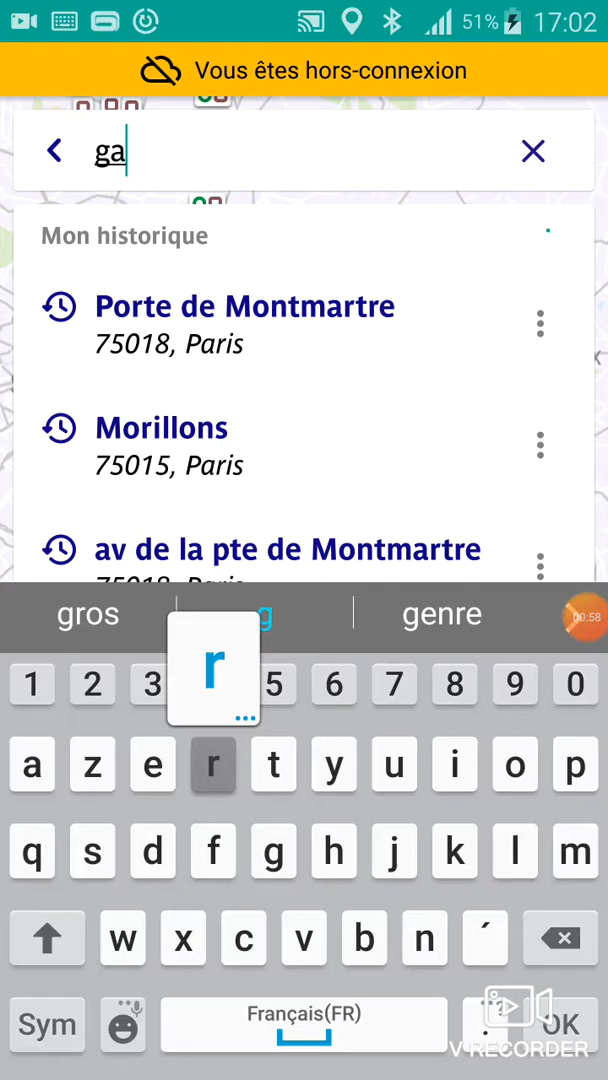 51% 17:02
Vous êtes hors-connexion
ga
Mon historique
Porte de Montmartre
75018, Paris
Morillons
75015, Paris
av de la pte de Montmartre
75018, Paris
gros g genre
00:58
r
1 2 3 5 6 7 8 9 0
a z e r t y u i o p
q s d f g h j k l m
w x c v b n ´
Sym Français(FR) OK
V RECORDER